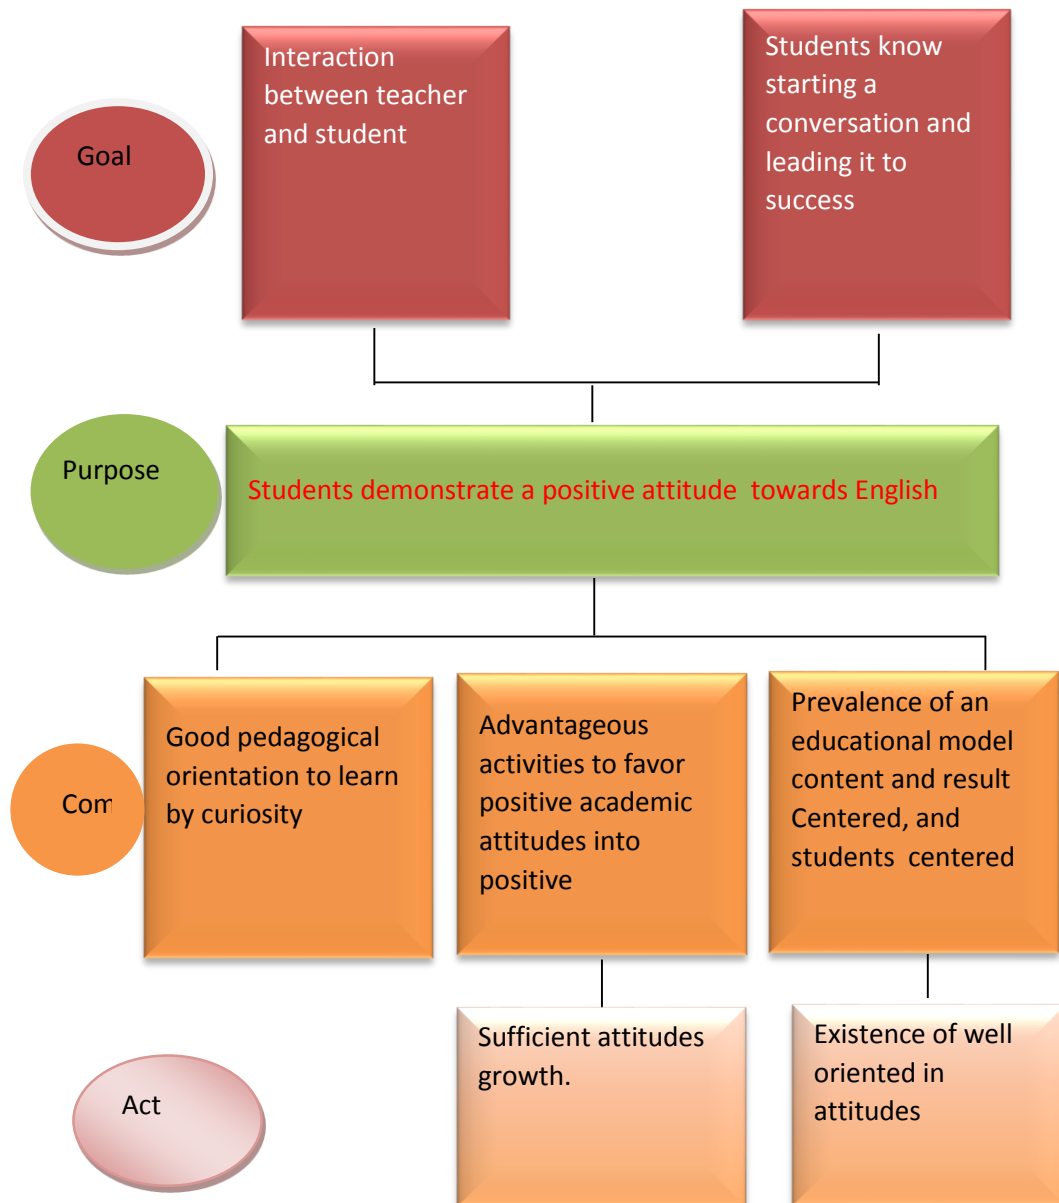 Goal
Interaction
between teacher
and student
Students know
starting a
conversation and
leading it to
success
Purpose
Students demonstrate a positive attitude  towards English
Com
Good pedagogical
orientation to learn
by curiosity
Advantageous
activities to favor
positive academic
attitudes into
positive
Prevalence of an
educational model
content and result
Centered, and
students  centered
Act
Sufficient attitudes
growth.
Existence of well
oriented in
attitudes